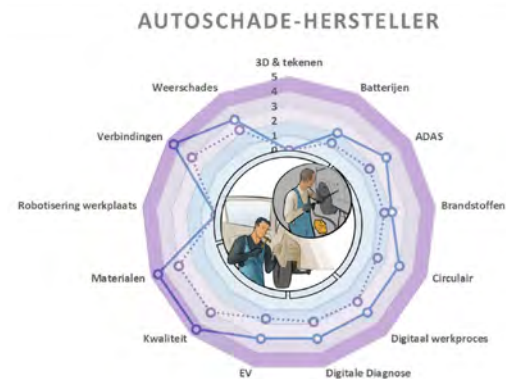 AUTOSCHADE-HERSTELLER
3D & tekenen
5
4
3
2
1
0
Batterijen
ADAS
Brandstoffen
Circulair
Digitaal werkproces
Digitale Diagnose
EV
Kwaliteit
Materialen
Robotisering werkplaats
Verbindingen
Weerschades